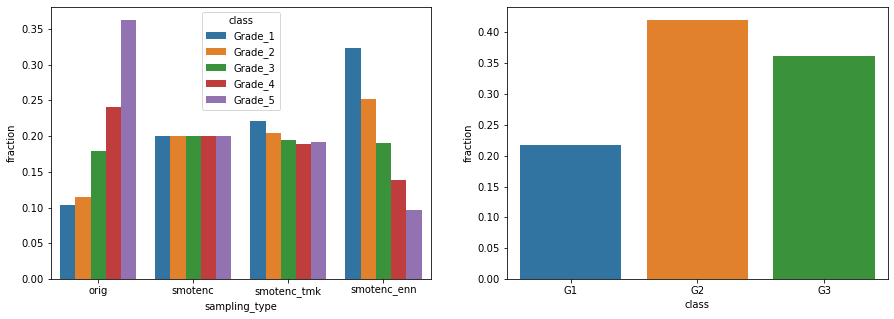 class
Grade_1
Grade_2
Grade_3
Grade_4
Grade_5
fraction
0.35
0.30
0.25
0.20
0.15
0.10
0.05
0.00
orig smotenc smotenc_tmk smotenc_enn
sampling_type
fraction
0.40
0.35
0.30
0.25
0.20
0.15
0.10
0.05
0.00
G1 G2 G3
class